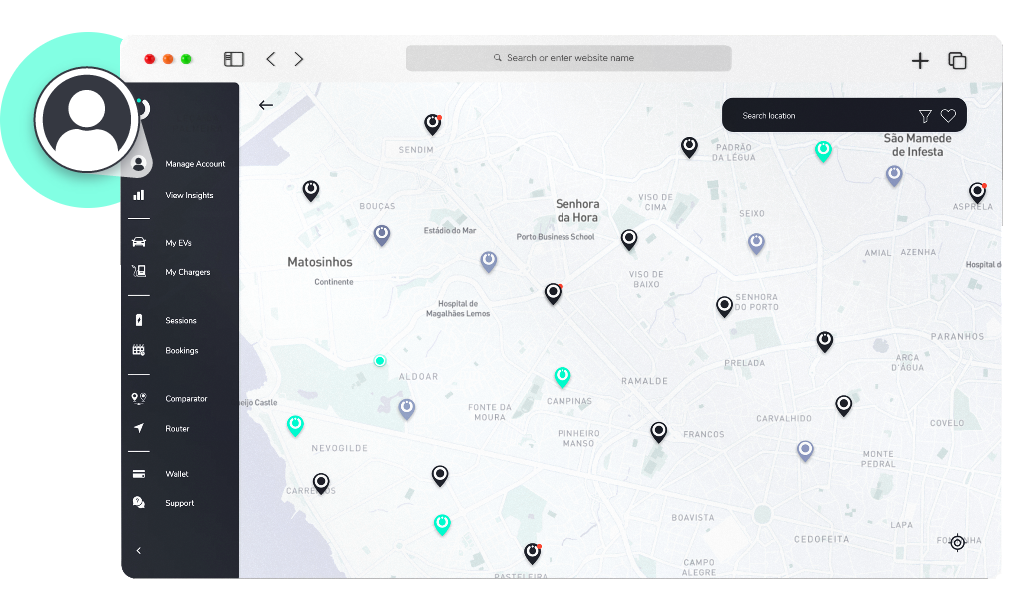 Search or enter website name
Manage Account
View Insights
My EVs
My Chargers
Sessions
Bookings
Comparator
Router
Wallet
Support
Search location
São Mamede
de Infesta
SENDIM
PADRÃO
DA LÉGUA
ASPRELA
BOUÇAS
Senhora
da Hora
VISO DE
CIMA
SEIXO
Estádio do Mar
Porto Business School
AMIAL
AZENHA
Matosinhos
Hospital d
Continente
VISO DE
BAIXO
Hospital de
Magalhães Lemos
SENHORA
DO PORTO
PARANHOS
PRELADA
ARCA
D'ÁGUA
ALDOAR
RAMALDE
eijo Castle
FONTE DA
MOURA
CAMPINAS
CARVALHIDO
COVELO
PINHEIRO
MANSO
FRANCOS
NEVOGILDE
MONTE
PEDRAL
BOAVISTA
LAPA
CEDOFEITA
CAMPO
ALEGRE
PASTELEIRA